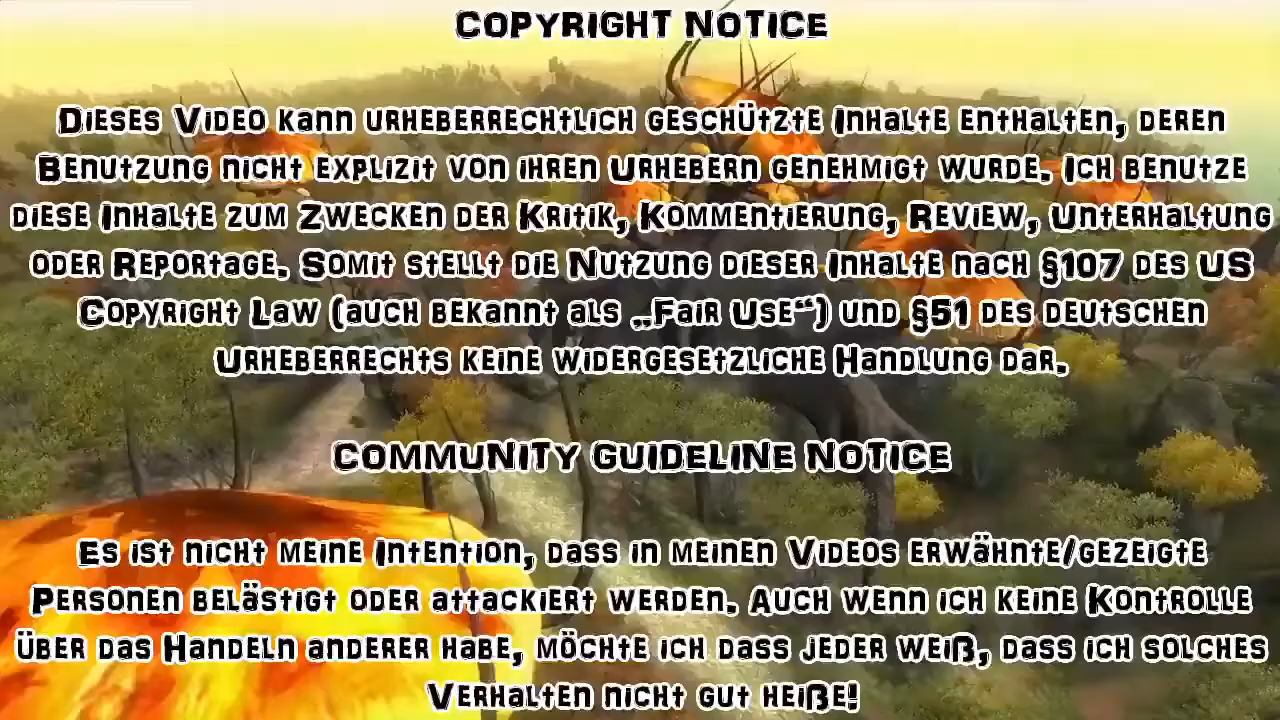 COPYRIGHT NOTICE
Dieses Video kann urheberrechtlich geschützte Inhalte enthalten, deren
Benutzung nicht explizit von ihren Urhebern genehmigt wurde. Ich benutze
diese Inhalte zum Zwecken der Kritik, Kommentierung, Review, Unterhaltung
oder Reportage. Somit stellt die Nutzung dieser Inhalte nach §107 des US
Copyright Law (auch bekannt als „Fair Use“) und §51 des deutschen
Urheberrechts keine widergesetzliche Handlung dar.
COMMUNITY GUIDELINE NOTICE
Es ist nicht meine Intention, dass in meinen Videos erwähnte/gezeigte
Personen belästigt oder attackiert werden. Auch wenn ich keine Kontrolle
über das Handeln anderer habe, möchte ich dass jeder weiß, dass ich solches
Verhalten nicht gut heiße!